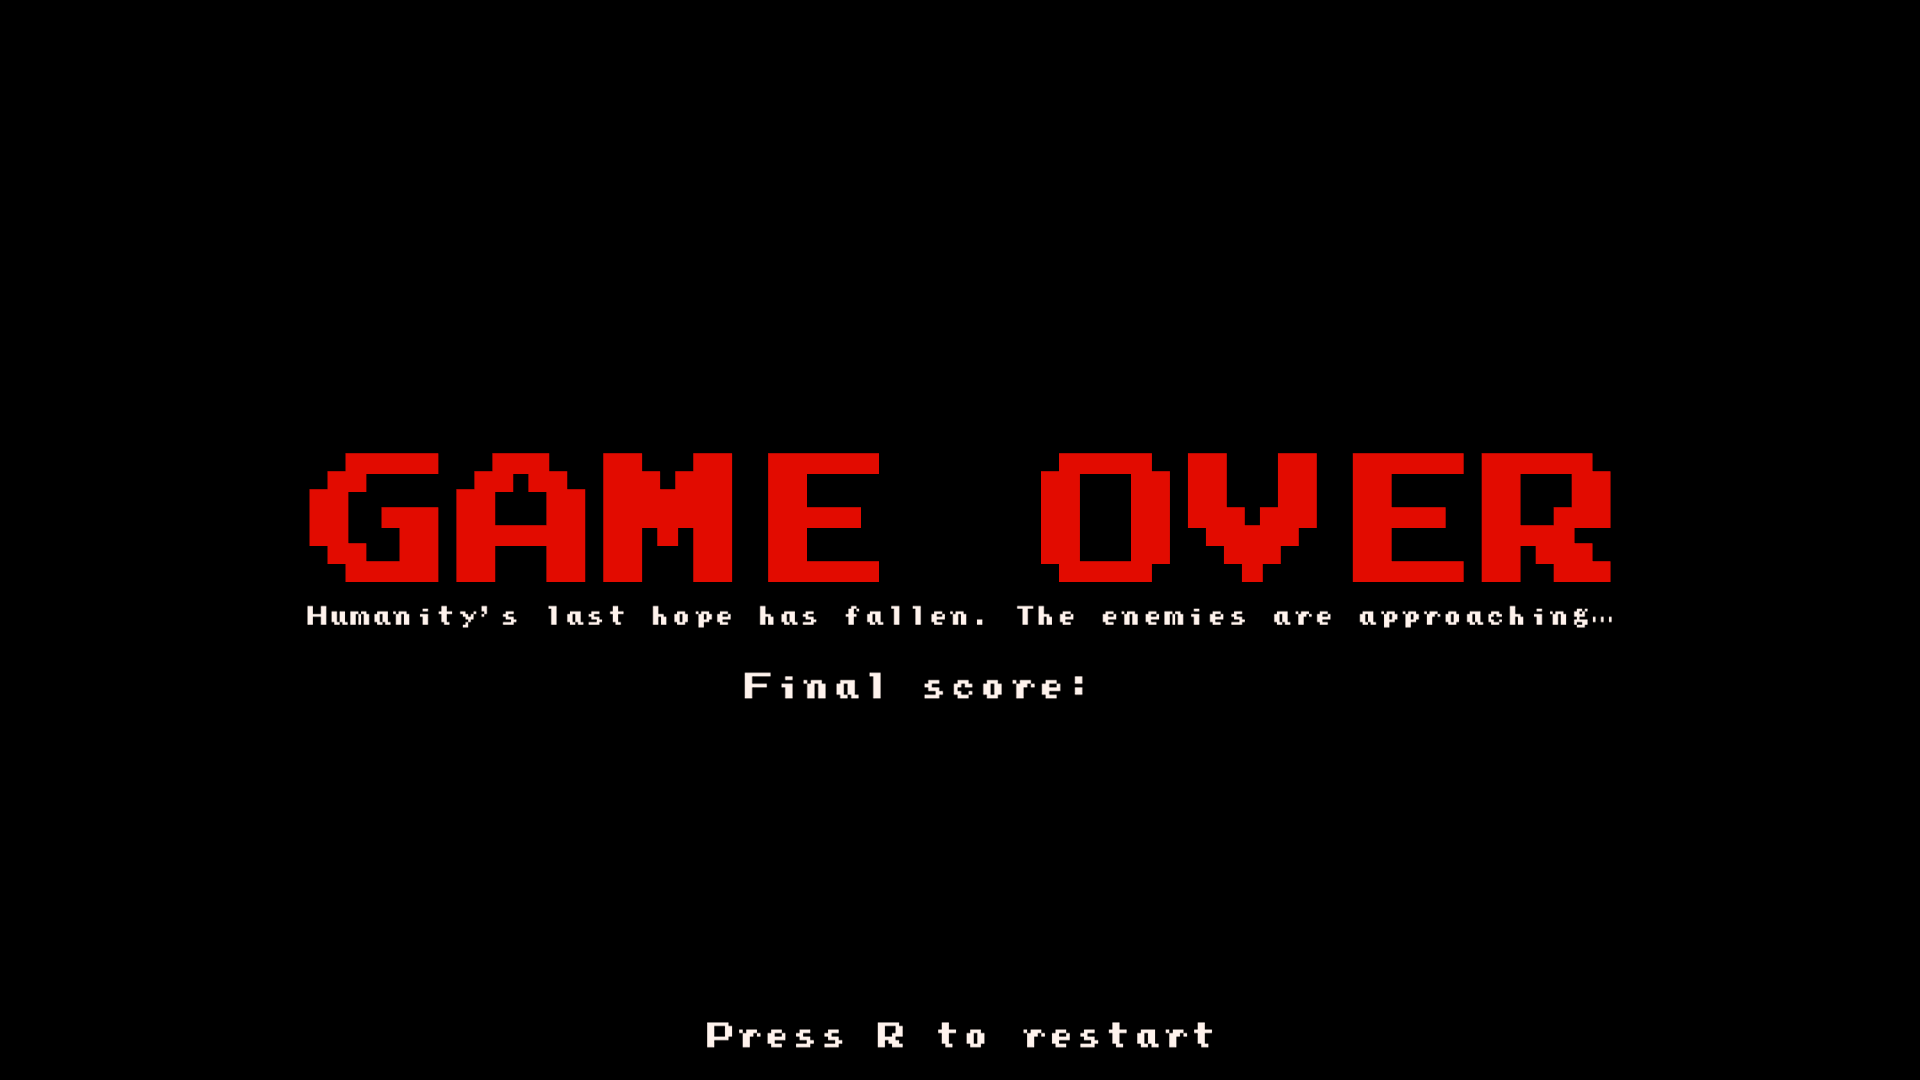 GAME OVER
Humanity's last hope has fallen. The enemies are approaching…
Final score:
Press R to restart